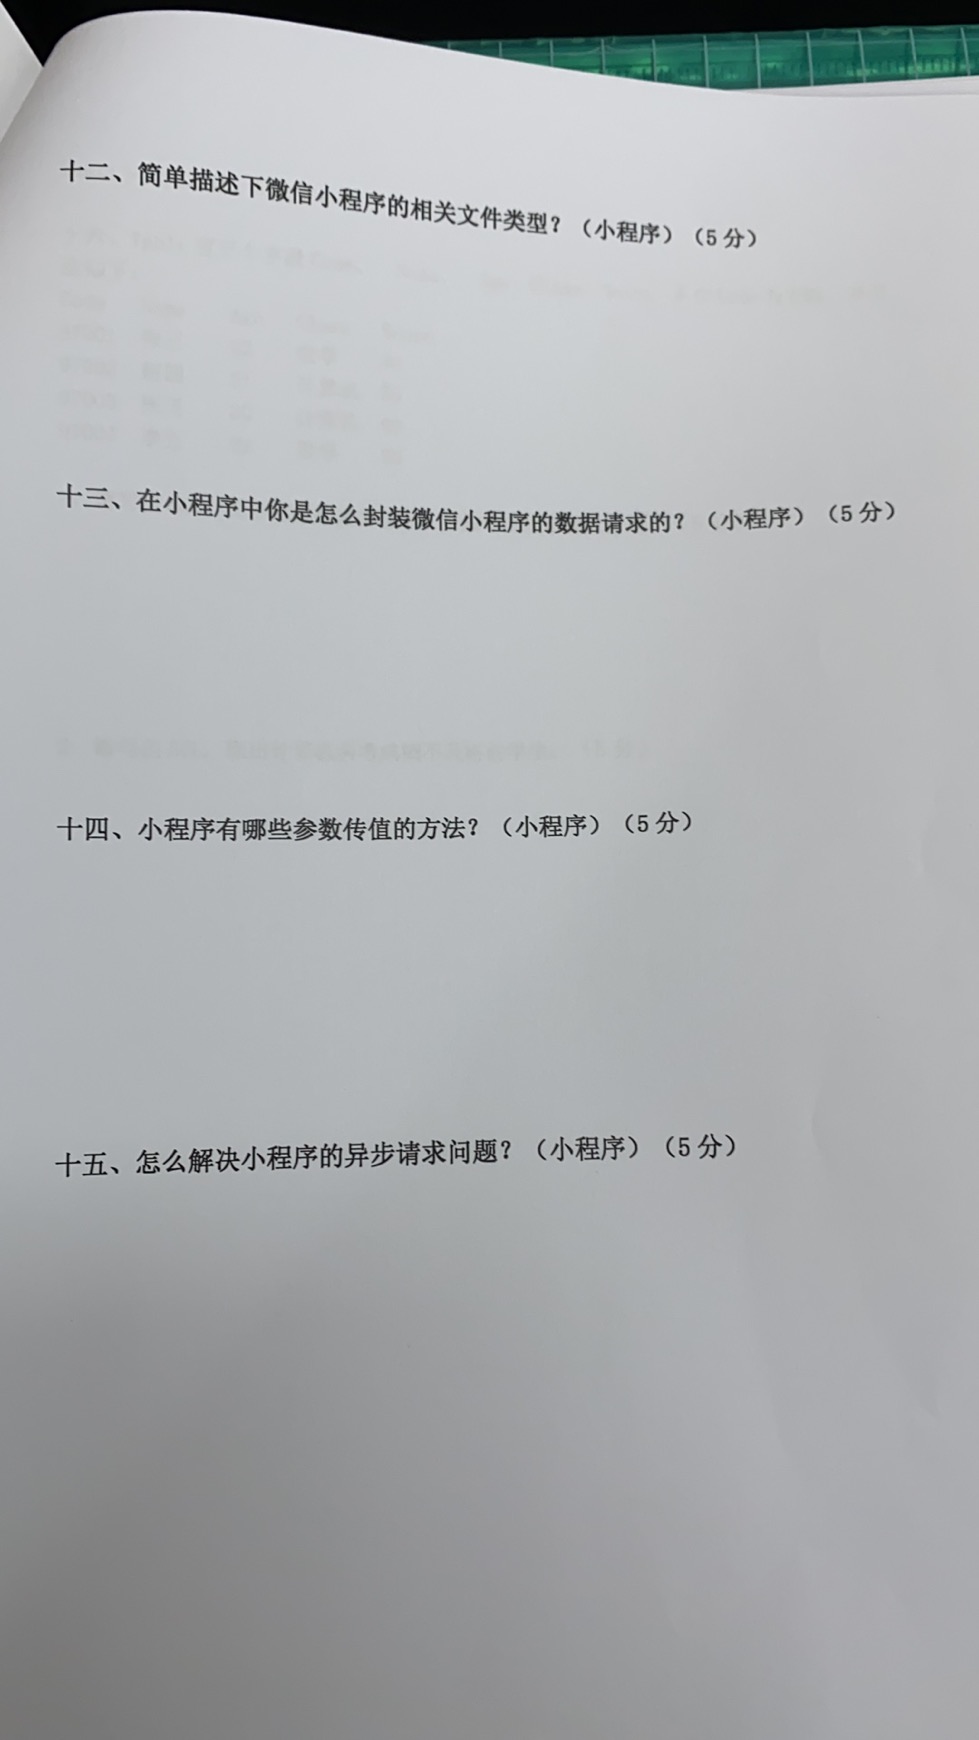 十二、简单描述下微信小程序的相关文件类型？（小程序）（5 分）
十三、在小程序中你是怎么封装微信小程序的数据请求的？（小程序）（5 分）
十四、小程序有哪些参数传值的方法？（小程序）（5 分）
十五、怎么解决小程序的异步请求问题？（小程序）（5 分）